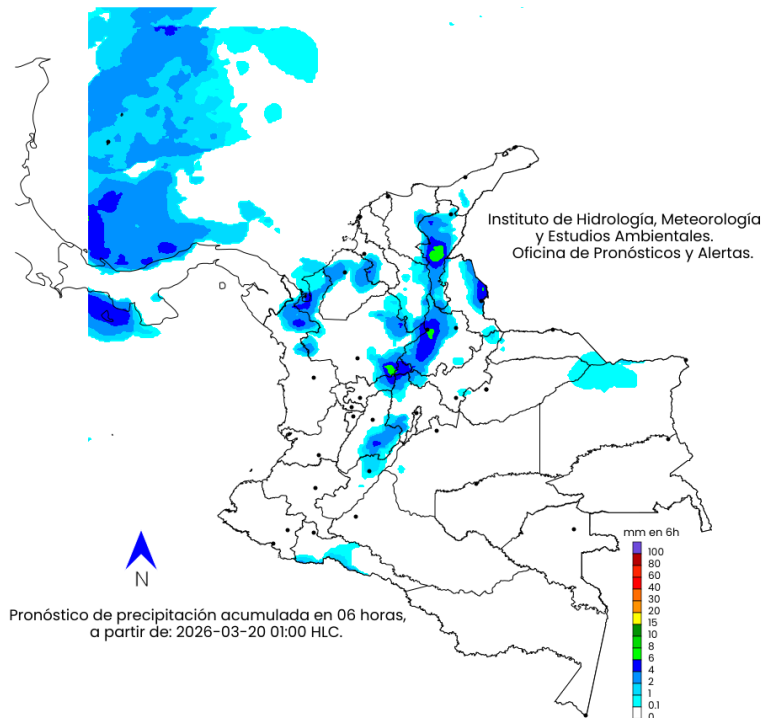 Instituto de Hidrología, Meteorología
y Estudios Ambientales.
Oficina de Pronósticos y Alertas.
N
Pronóstico de precipitación acumulada en 06 horas,
a partir de: 2026-03-20 01:00 HLC.
mm en 6h
100
80
60
40
30
20
15
10
8
6
4
2
1
0.1
0